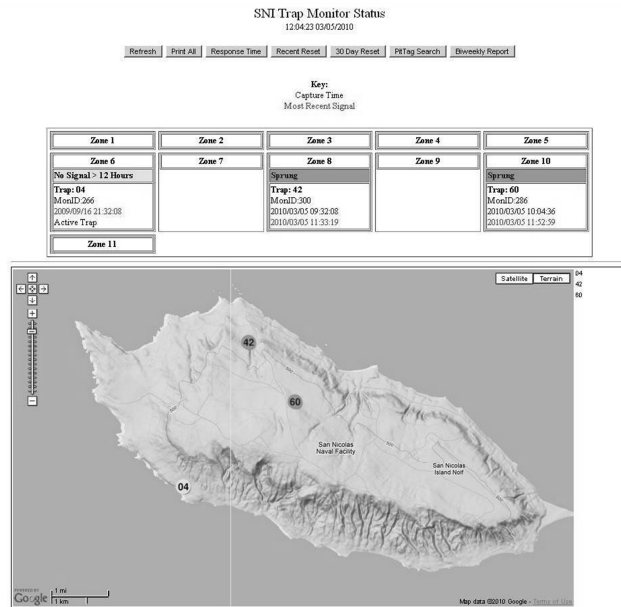 SNI Trap Monitor Status
12:04:23 03/05/2010
Refresh Print All Response Time Recent Reset 30 Day Reset PitTag Search Biweekly Report
Key:
Capture Time
Most Recent Signal
Zone 1 Zone 2 Zone 3 Zone 4 Zone 5
Zone 6 Zone 7 Zone 8 Zone 9 Zone 10
No Signal > 12 Hours Sprung Sprung
Trap: 04 Trap: 42 Trap: 60
MonID:266 MonID:300 MonID:286
2009/09/16 21:32:08 2010/03/05 09:32:08 2010/03/05 10:04:36
Active Trap 2010/03/05 11:33:19 2010/03/05 11:52:59
Zone 11
Satellite Terrain
04
42
60
42
60
San Nicolas
Naval Facility
San Nicolas
Island Nolf
04
POWERED BY
Google
1 mi
1 km
Map data ©2010 Google - Terms of Use